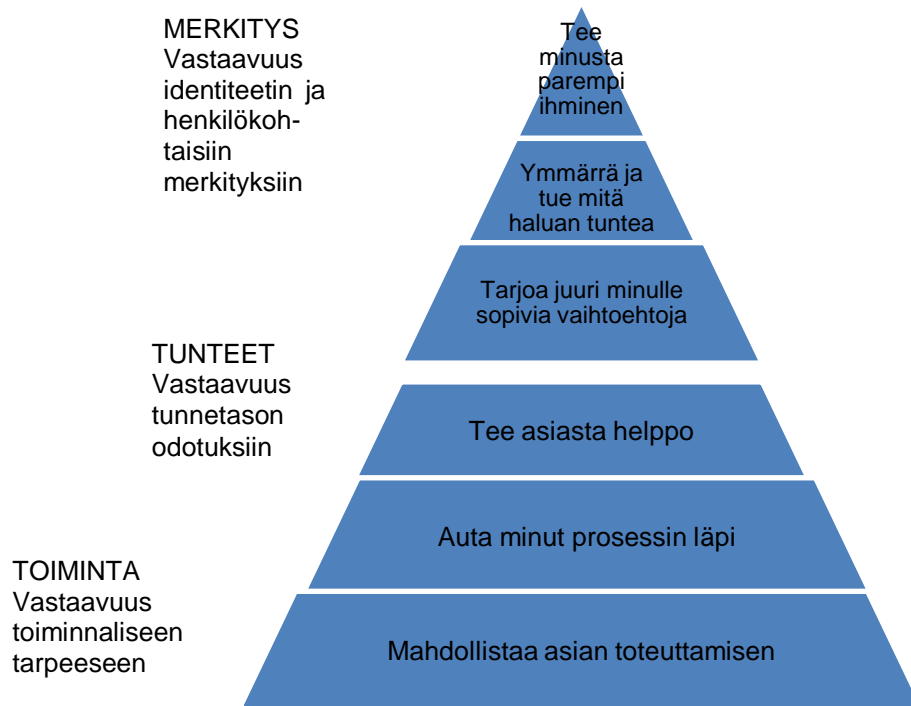 MERKITYS
Vastaavuus
identiteetin ja
henkilökoh-
taisiin
merkityksiin
Tee
minusta
parempi
ihminen
Ymmärrä ja
tue mitä
haluan tuntea
Tarjoa juuri minulle
sopivia vaihtoehtoja
TUNTEET
Vastaavuus
tunnetason
odotuksiin
Tee asiasta helppo
Auta minut prosessin läpi
TOIMINTA
Vastaavuus
toiminnaliseen
tarpeeseen
Mahdollistaa asian toteuttamisen